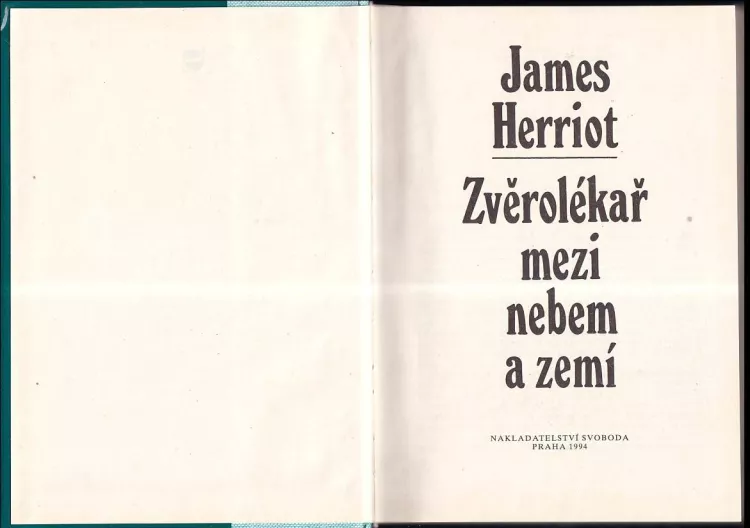 James
Herriot
Zvěrolékař
mezi
nebem
a zemí
NAKLADATELSTVÍ SVOBODA
PRAHA 1994